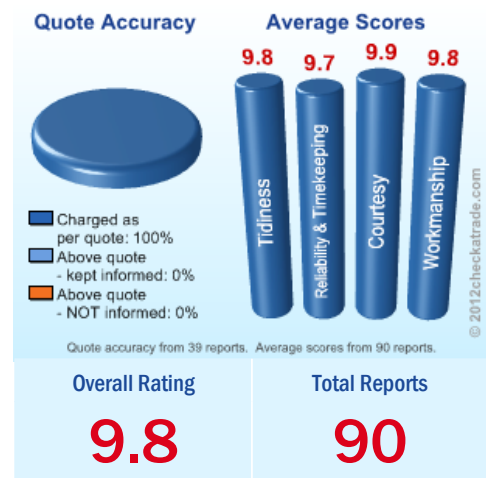 Quote Accuracy
Average Scores
9.8
9.7
9.9
9.8
Tidiness
Reliability & Timekeeping
Courtesy
Workmanship
Charged as
per quote: 100%
Above quote
- kept informed: 0%
Above quote
- NOT informed: 0%
© 2012checkatrade.com
Quote accuracy from 39 reports. Average scores from 90 reports.
Overall Rating
9.8
Total Reports
90